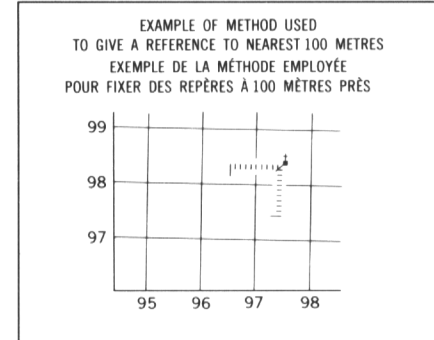 EXAMPLE OF METHOD USED
TO GIVE A REFERENCE TO NEAREST 100 METRES
EXEMPLE DE LA MÉTHODE EMPLOYÉE
POUR FIXER DES REPÈRES À 100 MÈTRES PRÈS
99
98
97
95 96 97 98